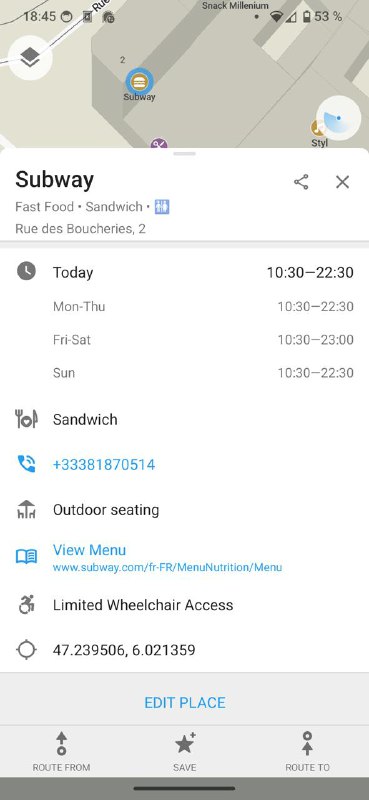 18:45
53 %
Snack Millenium
Rue
2
Subway
Styl
Subway
Fast Food • Sandwich • 🚻
Rue des Boucheries, 2
Today 10:30—22:30
Mon-Thu 10:30—22:30
Fri-Sat 10:30—23:00
Sun 10:30—22:30
Sandwich
+33381870514
Outdoor seating
View Menu
www.subway.com/fr-FR/MenuNutrition/Menu
Limited Wheelchair Access
47.239506, 6.021359
EDIT PLACE
ROUTE FROM SAVE ROUTE TO